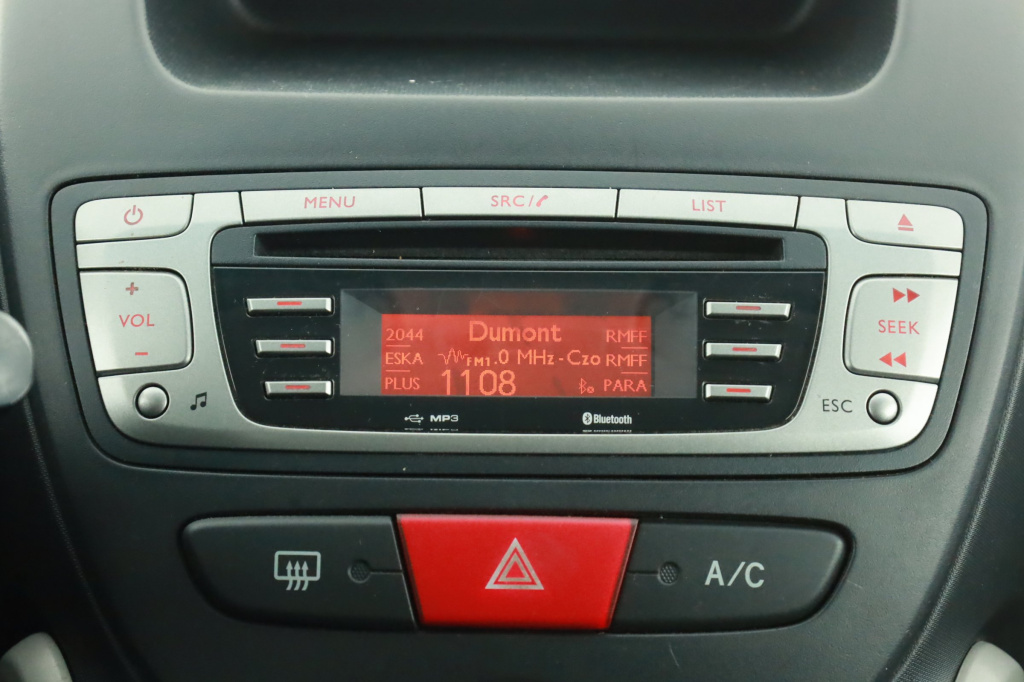 MENU
SRC/
LIST
+
VOL
-
SEEK
2044
Dumont
RMFF
ESKA
FM1.0 MHz - Czo
RMFF
PLUS
1108
PARA
ESC
MP3
Bluetooth
A/C